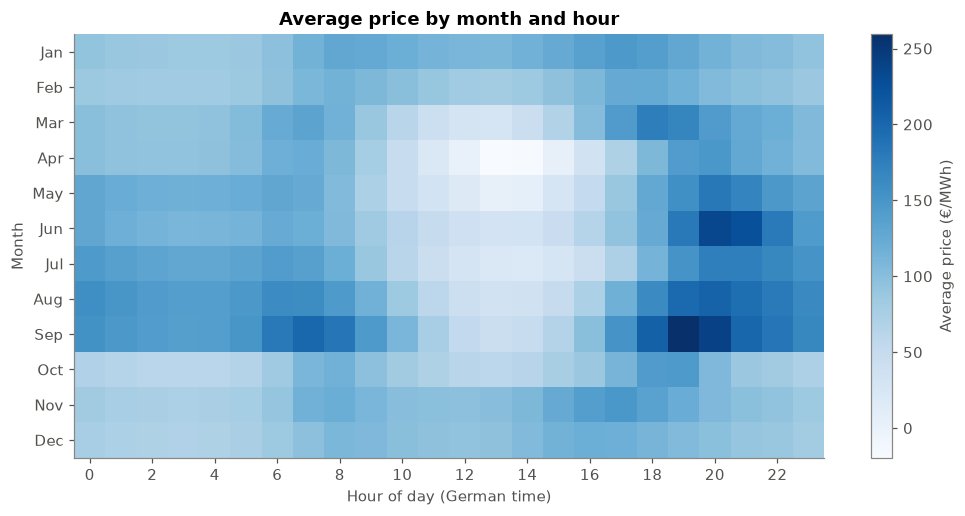 Average price by month and hour
Jan
Feb
Mar
Apr
May
Jun
Jul
Aug
Sep
Oct
Nov
Dec
Month
0 2 4 6 8 10 12 14 16 18 20 22
Hour of day (German time)
250
200
150
100
50
0
Average price (€/MWh)